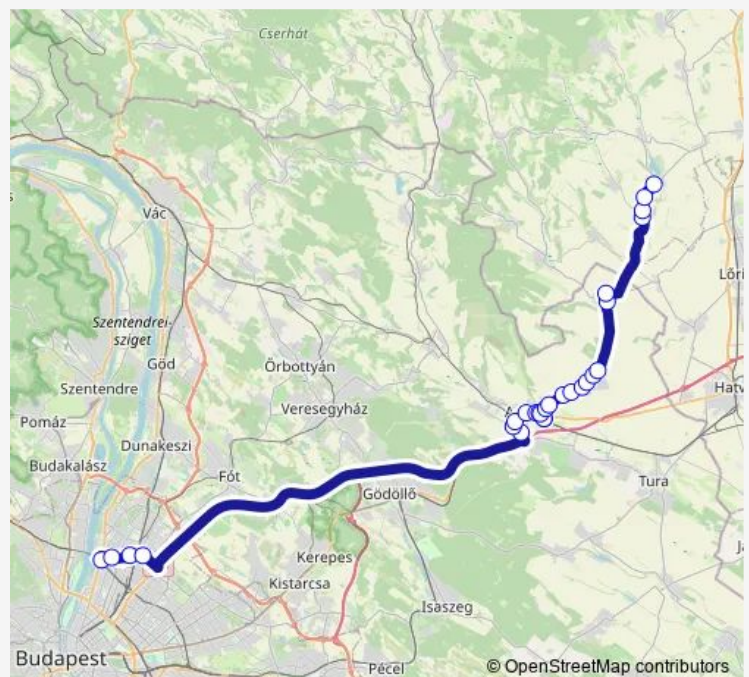 Cserhát
Vác
Lőri
Szentendrei-
sziget
Göd
Őrbottyán
Szentendre
Veresegyház
Hatv
Pomáz
Dunakeszi
Budakalász
Fót
Tura
Gödöllő
Kerepes
Kistarcsa
Isaszeg
Budapest
Pécel
© OpenStreetMap contributors